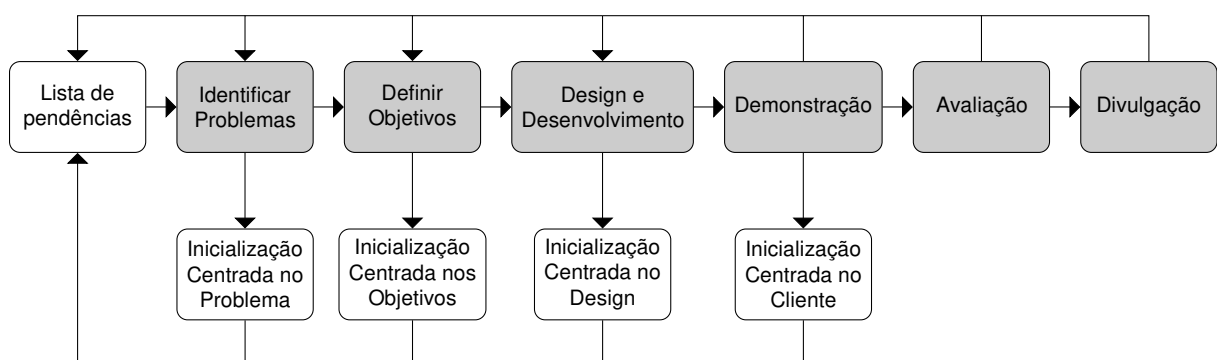 Lista de
pendências
Identificar
Problemas
Definir
Objetivos
Design e
Desenvolvimento
Demonstração
Avaliação
Divulgação
Inicialização
Centrada no
Problema
Inicialização
Centrada nos
Objetivos
Inicialização
Centrada no
Design
Inicialização
Centrada no
Cliente